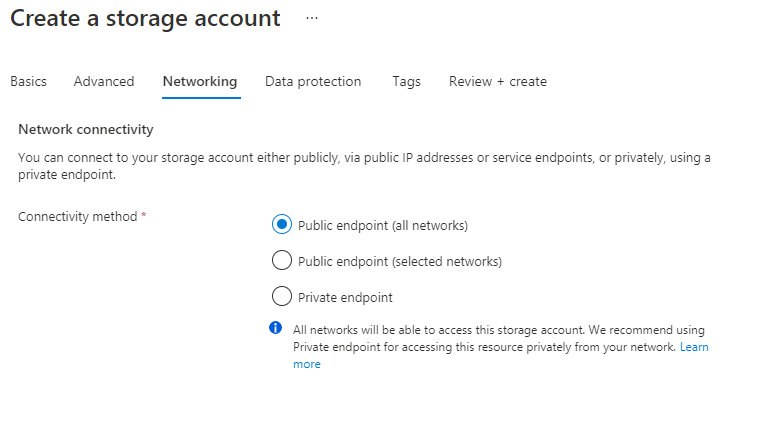 Create a storage account ...
Basics Advanced Networking Data protection Tags Review + create
Network connectivity
You can connect to your storage account either publicly, via public IP addresses or service endpoints, or privately, using a
private endpoint.
Connectivity method *
Public endpoint (all networks)
Public endpoint (selected networks)
Private endpoint
All networks will be able to access this storage account. We recommend using
Private endpoint for accessing this resource privately from your network. Learn
more